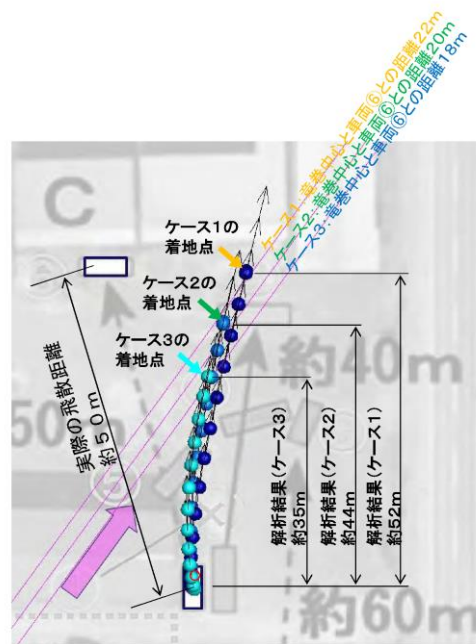 ケース1:竜巻中心と車両⑥との距離22m
ケース2:竜巻中心と車両⑥との距離20m
ケース3:竜巻中心と車両⑥との距離18m
C
ケース1の
着地点
ケース2の
着地点
ケース3の
着地点
実際の飛散距離
約50m
約40m
50m
⑤
解析結果(ケース3)
約35m
解析結果(ケース2)
約44m
解析結果(ケース1)
約52m
約60m